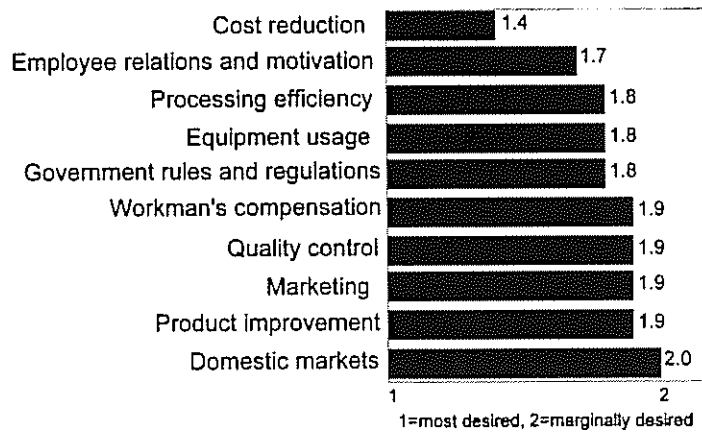 Cost reduction 1.4
Employee relations and motivation 1.7
Processing efficiency 1.8
Equipment usage 1.8
Government rules and regulations 1.8
Workman's compensation 1.9
Quality control 1.9
Marketing 1.9
Product improvement 1.9
Domestic markets 2.0
1 2
1=most desired, 2=marginally desired